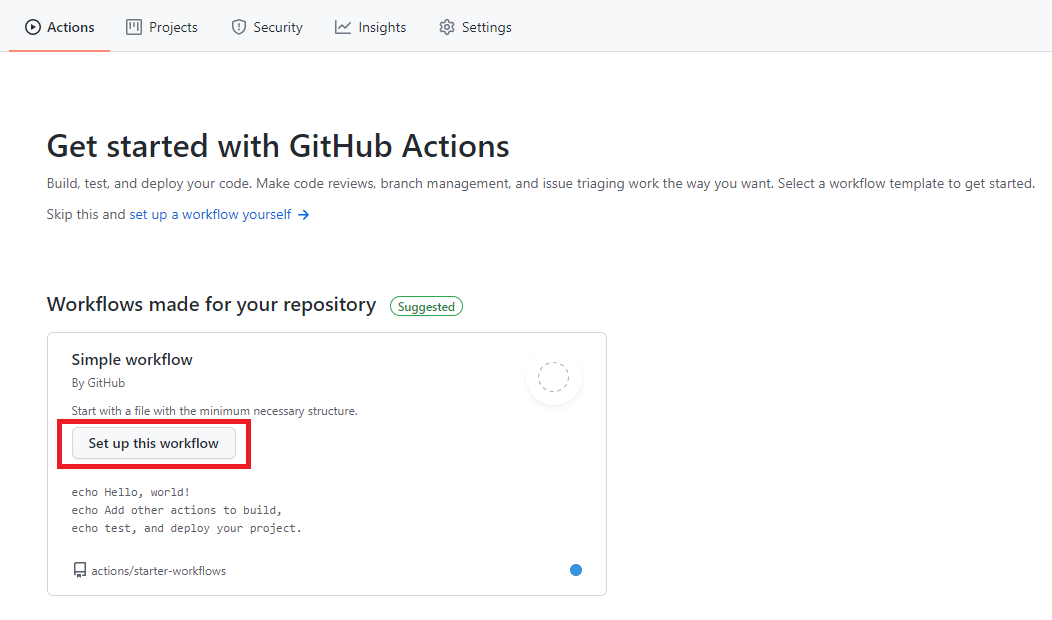 Actions Projects Security Insights Settings
Get started with GitHub Actions
Build, test, and deploy your code. Make code reviews, branch management, and issue triaging work the way you want. Select a workflow template to get started.
Skip this and set up a workflow yourself →
Workflows made for your repository Suggested
Simple workflow
By GitHub
Start with a file with the minimum necessary structure.
Set up this workflow
echo Hello, world!
echo Add other actions to build,
echo test, and deploy your project.
actions/starter-workflows